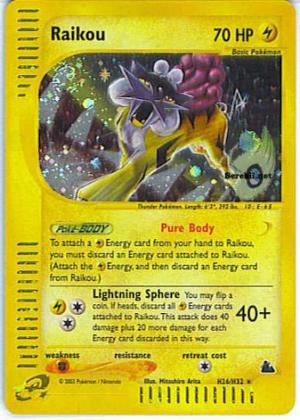 Raikou 70 HP
Basic Pokémon
Serebii.net
Thunder Pokémon. Length: 6'3", 392 lbs. ID: E-65
Poké-BODY Pure Body
To attach a Energy card from your hand to Raikou,
you must discard an Energy card attached to Raikou.
(Attach the Energy, and then discard an Energy
card from Raikou.)
Lightning Sphere You may flip a
coin. If heads, discard all Energy cards
attached to Raikou. This attack does 40
damage plus 20 more damage for each
Energy card discarded in this way.
40+
weakness resistance retreat cost
© 2003 Pokémon / Nintendo Illus. Mitsuhiro Arita H26/H32